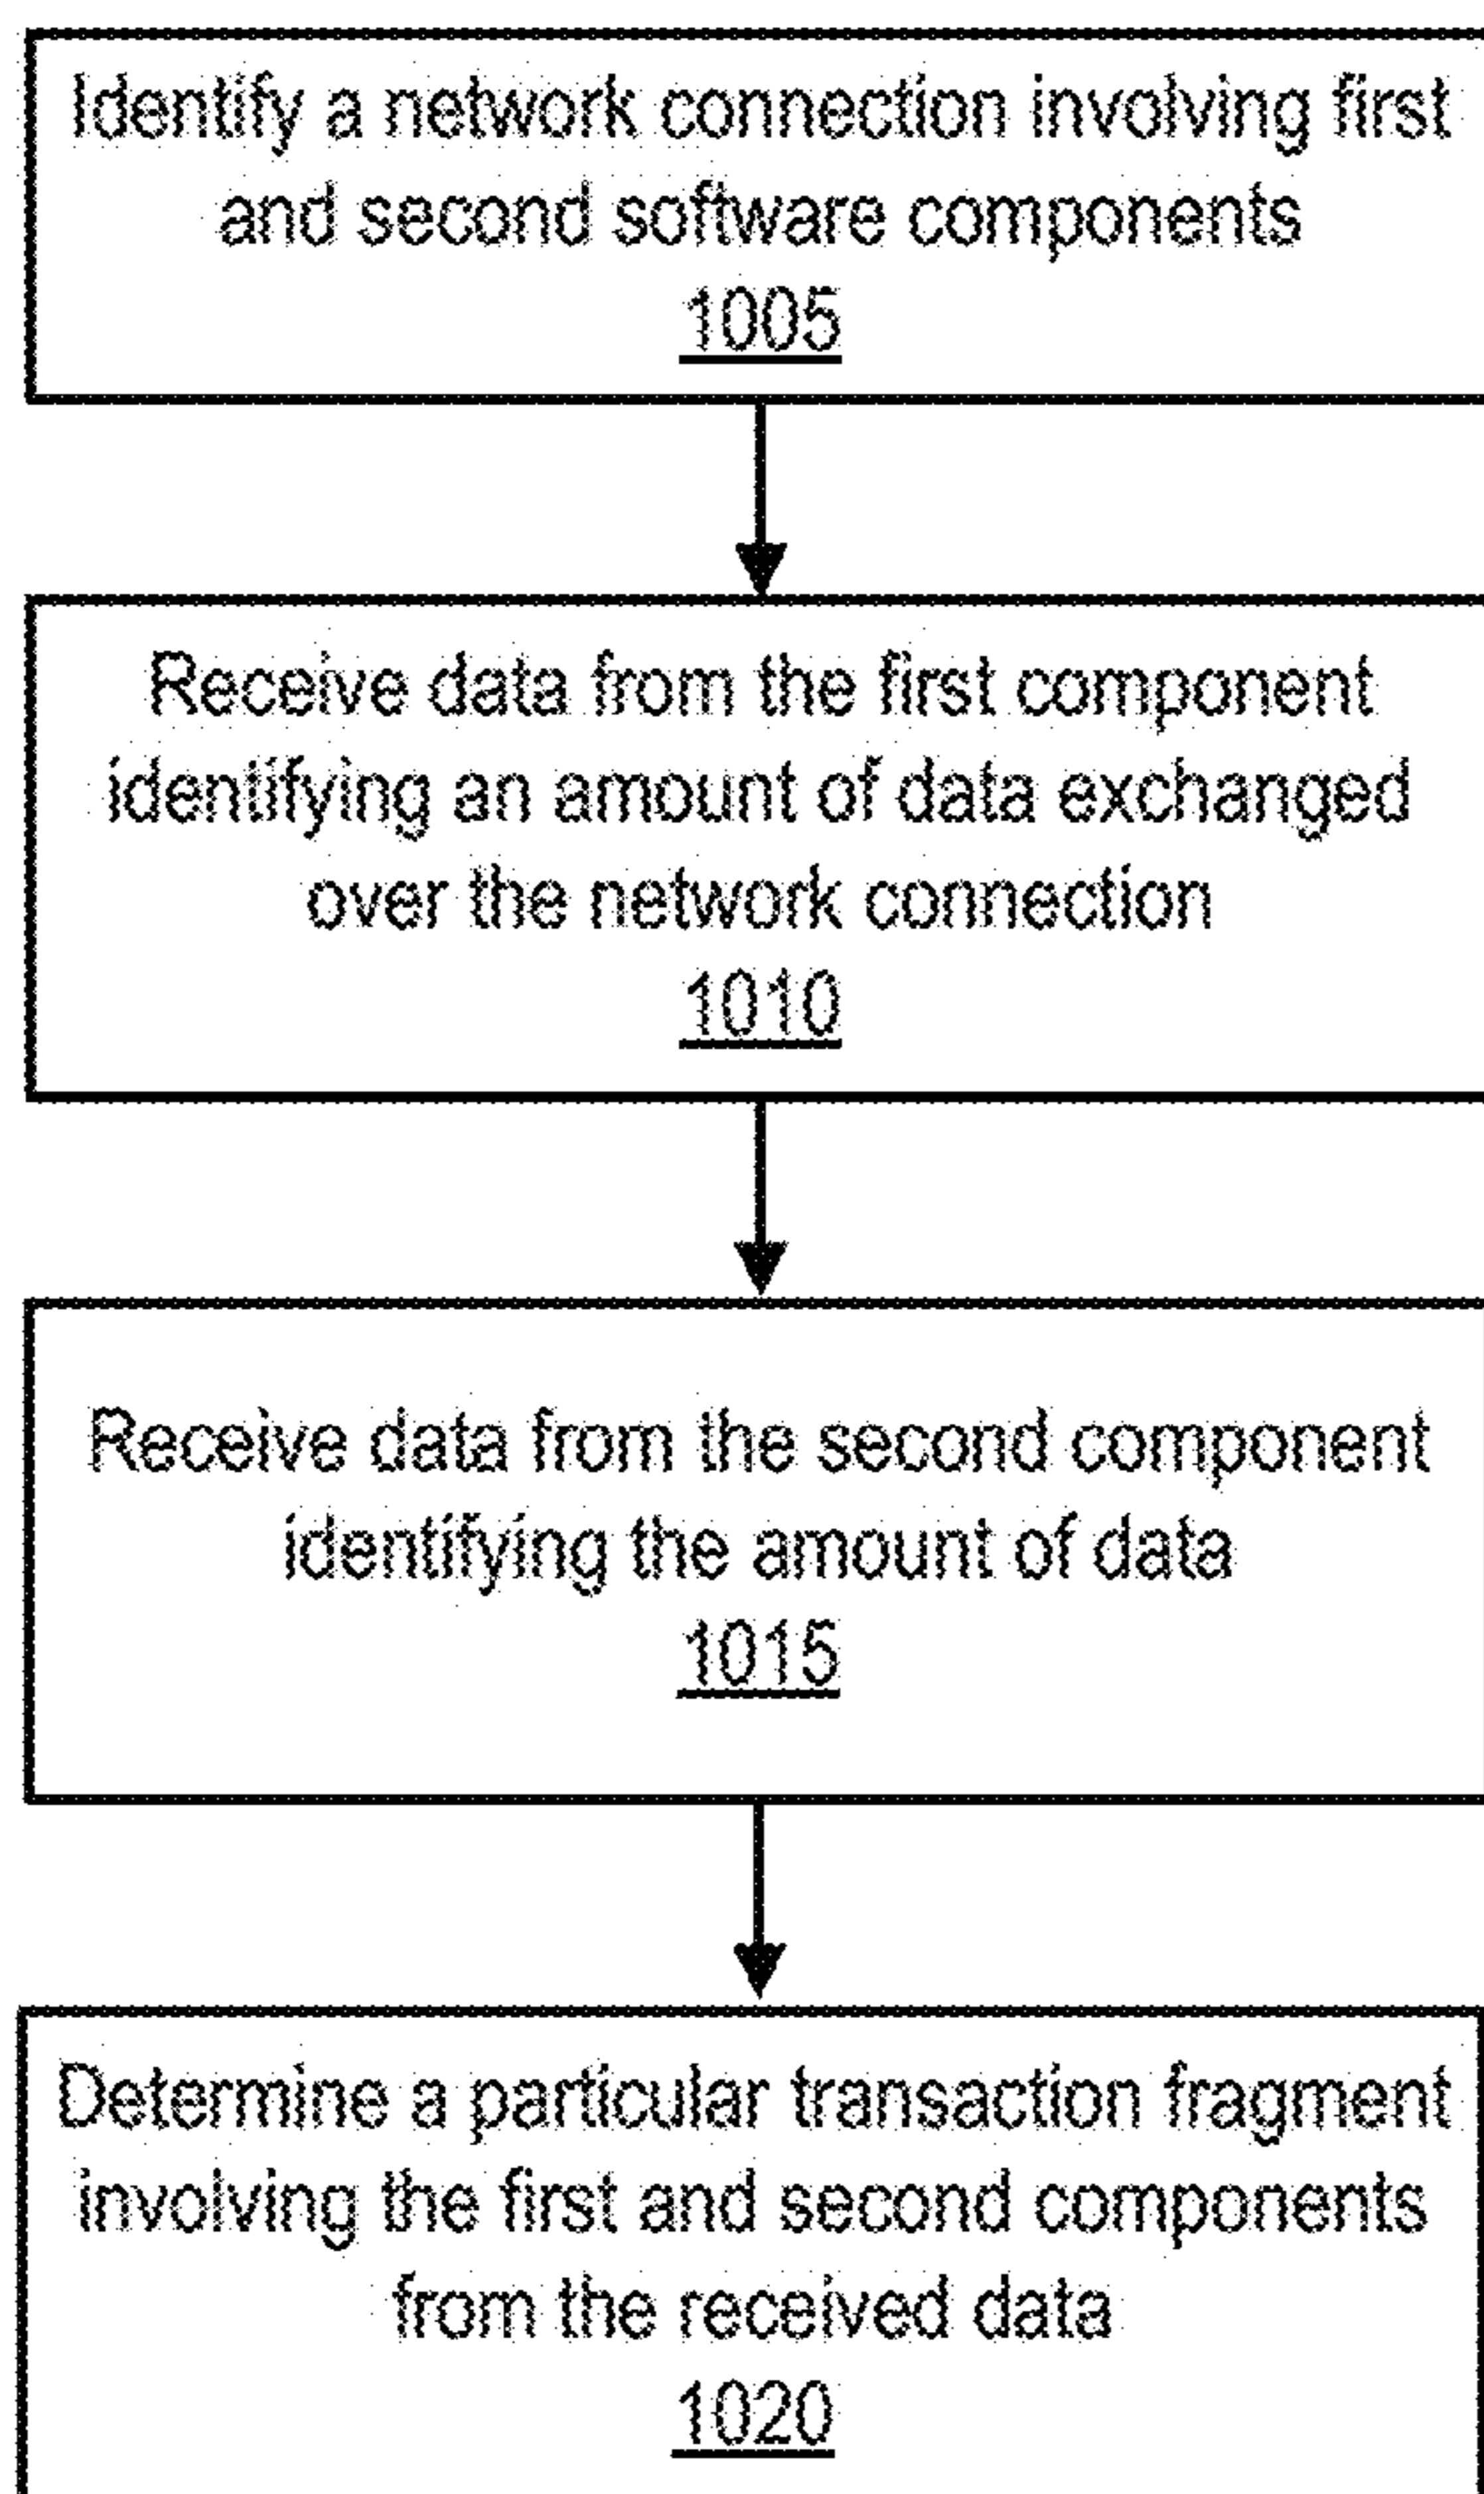 Identify a network connection involving first
and second software components
1005
Receive data from the first component
identifying an amount of data exchanged
over the network connection
1010
Receive data from the second component
identifying the amount of data
1015
Determine a particular transaction fragment
involving the first and second components
from the received data
1020